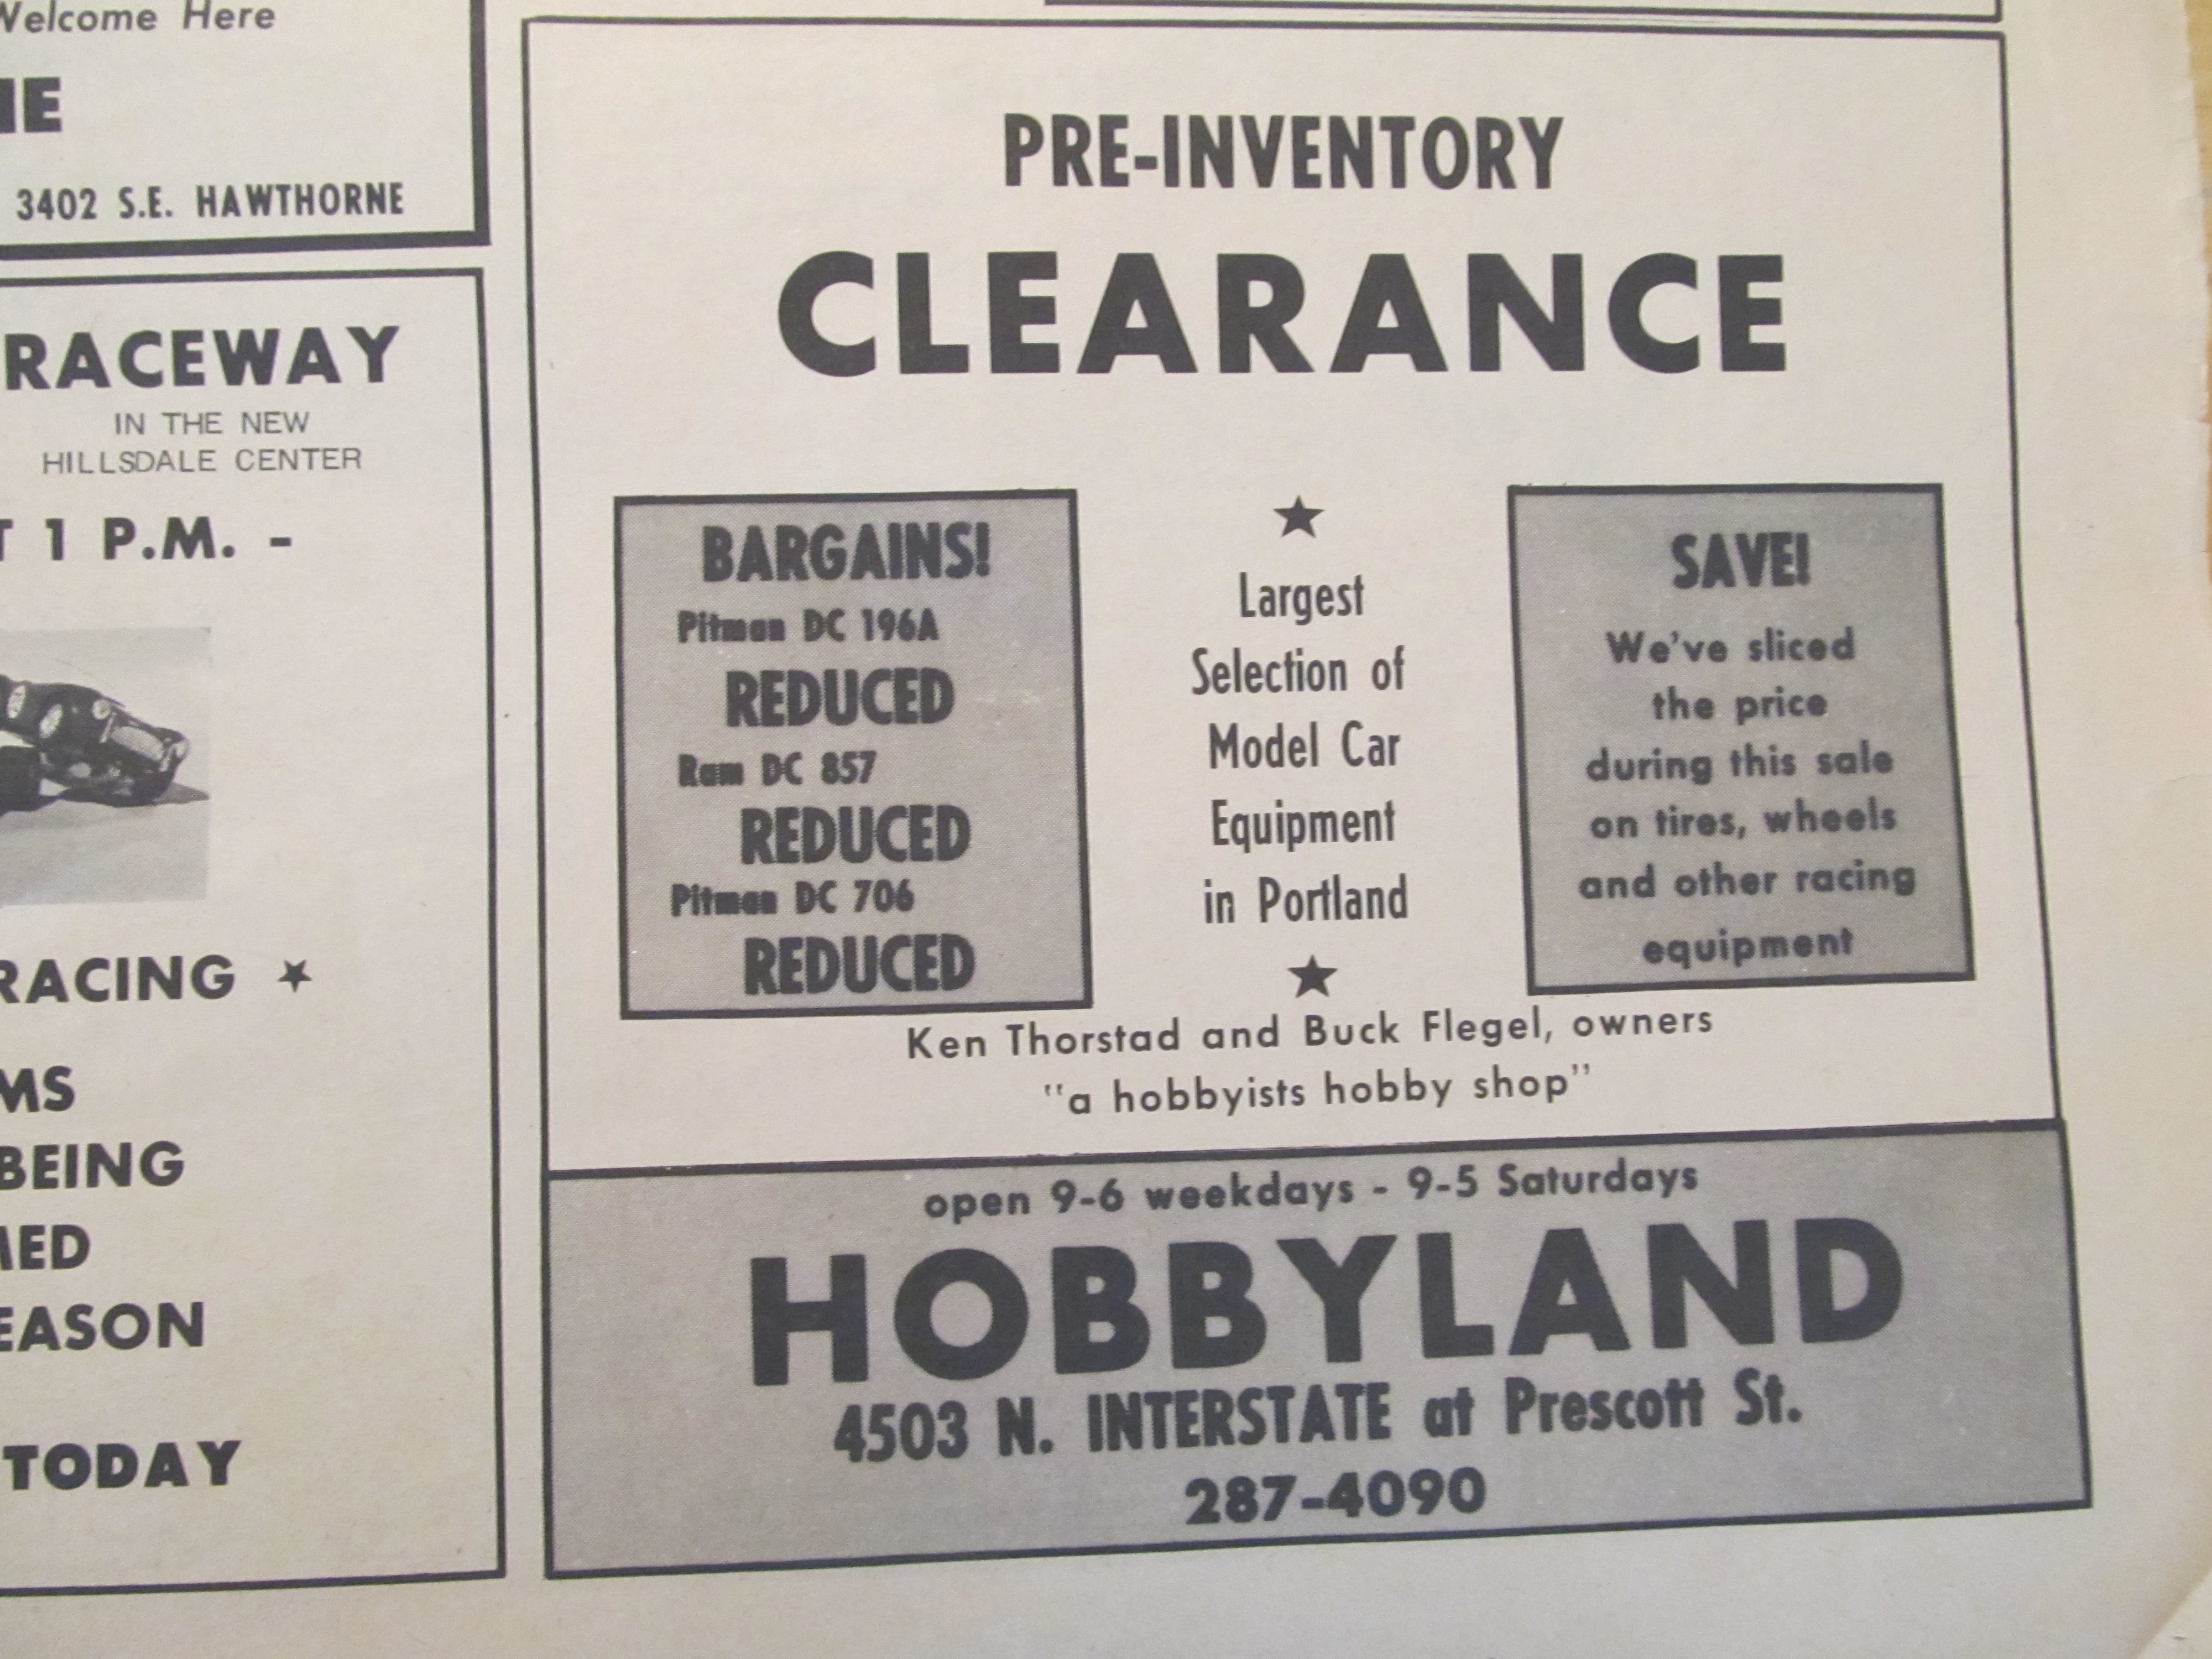 Welcome Here
3402 S.E. HAWTHORNE
RACEWAY
IN THE NEW
HILLSDALE CENTER
1 P.M. -
RACING ★
BEING
TODAY
PRE-INVENTORY
CLEARANCE
BARGAINS!
Pitman DC 196A
REDUCED
Ram DC 857
REDUCED
Pitman DC 706
REDUCED
★
Largest
Selection of
Model Car
Equipment
in Portland
★
SAVE!
We've sliced
the price
during this sale
on tires, wheels
and other racing
equipment
Ken Thorstad and Buck Flegel, owners
"a hobbyists hobby shop"
open 9-6 weekdays - 9-5 Saturdays
HOBBYLAND
4503 N. INTERSTATE at Prescott St.
287-4090